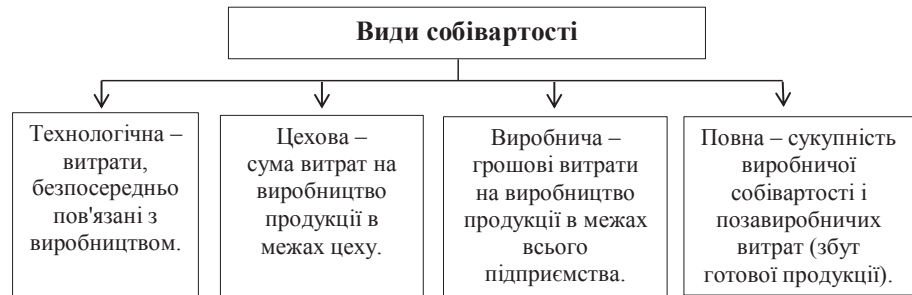 Види собівартості
Технологічна –
витрати,
безпосередньо
пов'язані з
виробництвом.
Цехова –
сума витрат на
виробництво
продукції в
межах цеху.
Виробнича –
грошові витрати
на виробництво
продукції в межах
всього
підприємства.
Повна – сукупність
виробничої
собівартості і
позавиробничих
витрат (збут
готової продукції).